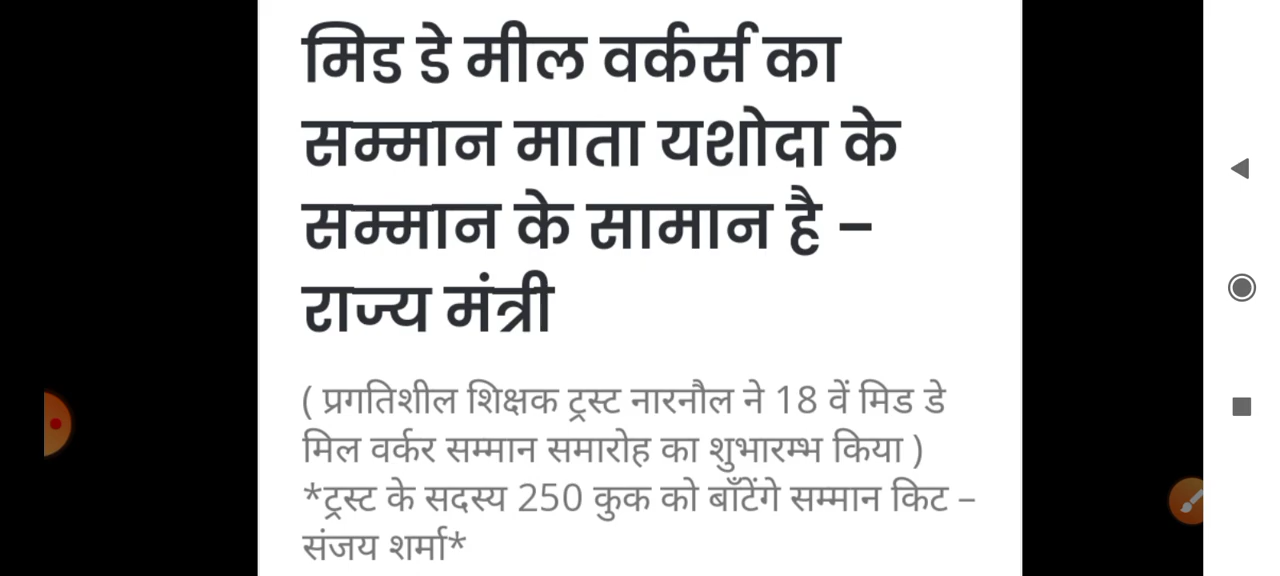 मिड डे मील वर्कर्स का
सम्मान माता यशोदा के
सम्मान के सामान है –
राज्य मंत्री
( प्रगतिशील शिक्षक ट्रस्ट नारनौल ने 18 वें मिड डे
मिल वर्कर सम्मान समारोह का शुभारम्भ किया )
*ट्रस्ट के सदस्य 250 कुक को बाँटेंगे सम्मान किट –
संजय शर्मा*